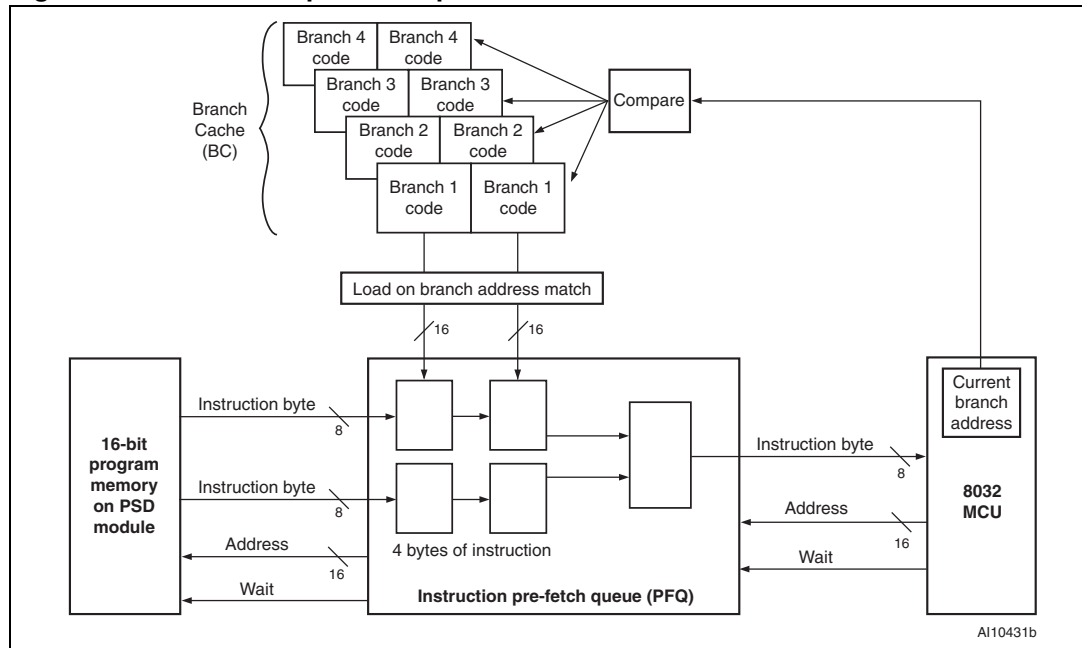 Branch 4
code
Branch 4
code
Branch 3
code
Branch 3
code
Branch 2
code
Branch 2
code
Branch 1
code
Branch 1
code
Branch
Cache
(BC)
Compare
Load on branch address match
16
16
16-bit
program
memory
on PSD
module
Instruction byte
8
Instruction byte
8
Address
16
Wait
4 bytes of instruction
Instruction pre-fetch queue (PFQ)
Instruction byte
8
Address
16
Wait
Current
branch
address
8032
MCU
AI10431b